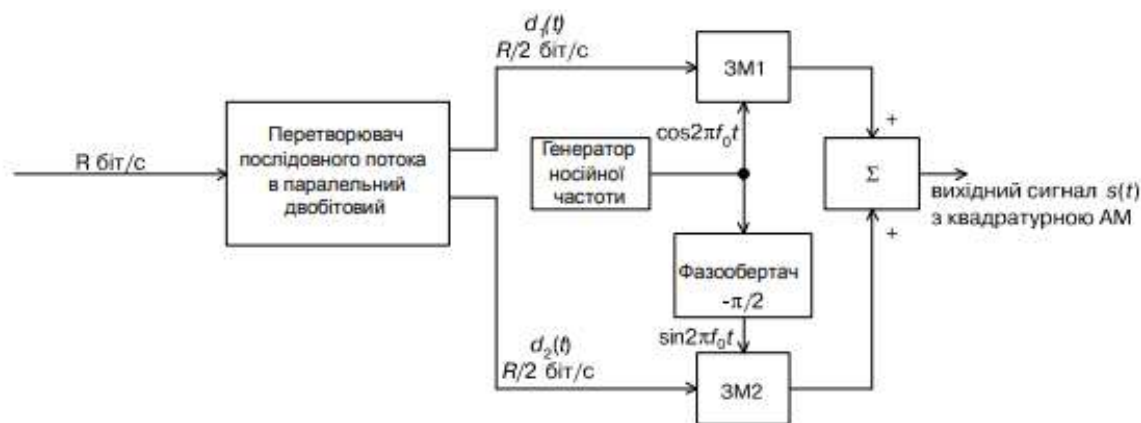 d₁(t)
R/2 біт/с
ЗМ1
+
cos2πf₀t
R біт/с
Перетворювач
послідовного потока
в паралельний
двобітовий
Генератор
носійної
частоти
Σ
вихідний сигнал s(t)
з квадратурною АМ
+
Фазообертач
-π/2
sin2πf₀t
d₂(t)
R/2 біт/с
ЗМ2